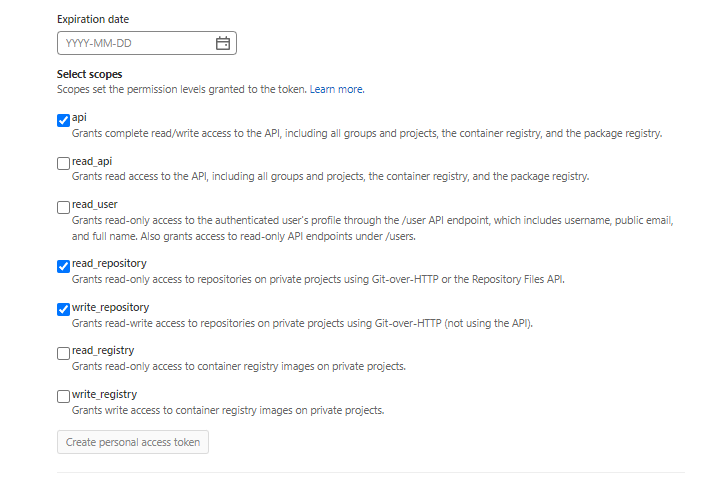 Expiration date
YYYY-MM-DD
Select scopes
Scopes set the permission levels granted to the token. Learn more.
api
Grants complete read/write access to the API, including all groups and projects, the container registry, and the package registry.
read_api
Grants read access to the API, including all groups and projects, the container registry, and the package registry.
read_user
Grants read-only access to the authenticated user's profile through the /user API endpoint, which includes username, public email,
and full name. Also grants access to read-only API endpoints under /users.
read_repository
Grants read-only access to repositories on private projects using Git-over-HTTP or the Repository Files API.
write_repository
Grants read-write access to repositories on private projects using Git-over-HTTP (not using the API).
read_registry
Grants read-only access to container registry images on private projects.
write_registry
Grants write access to container registry images on private projects.
Create personal access token